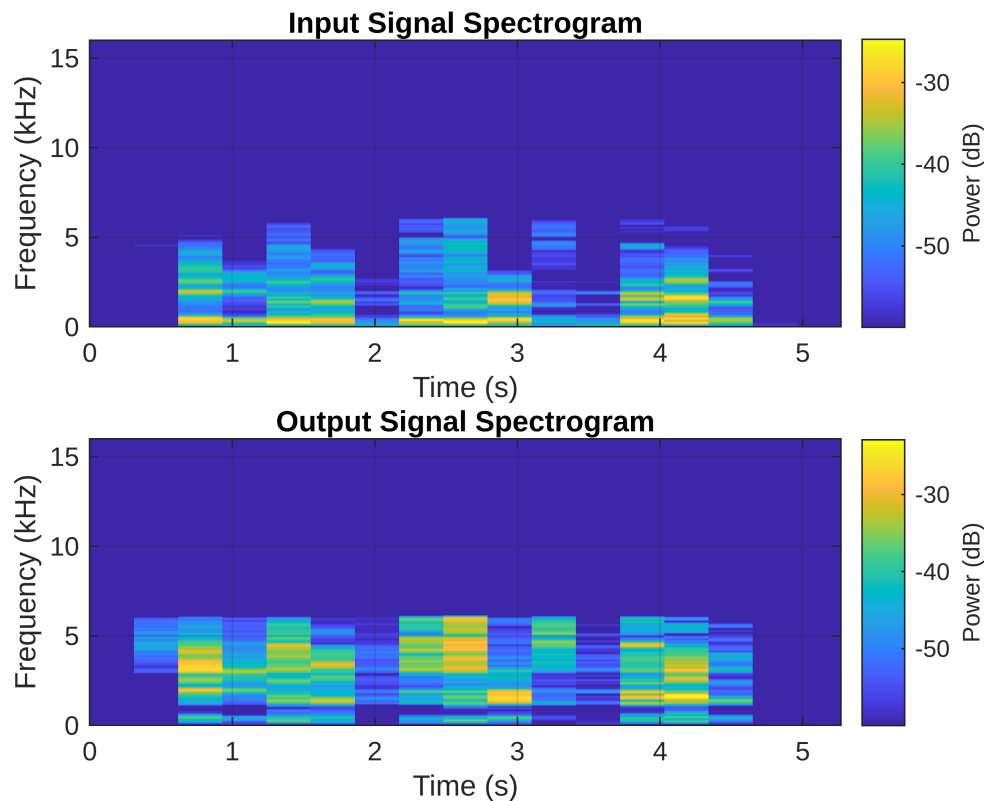 Input Signal Spectrogram
15
10
5
0
Frequency (kHz)
0 1 2 3 4 5
Time (s)
-30
-40
-50
Power (dB)
Output Signal Spectrogram
15
10
5
0
Frequency (kHz)
0 1 2 3 4 5
Time (s)
-30
-40
-50
Power (dB)